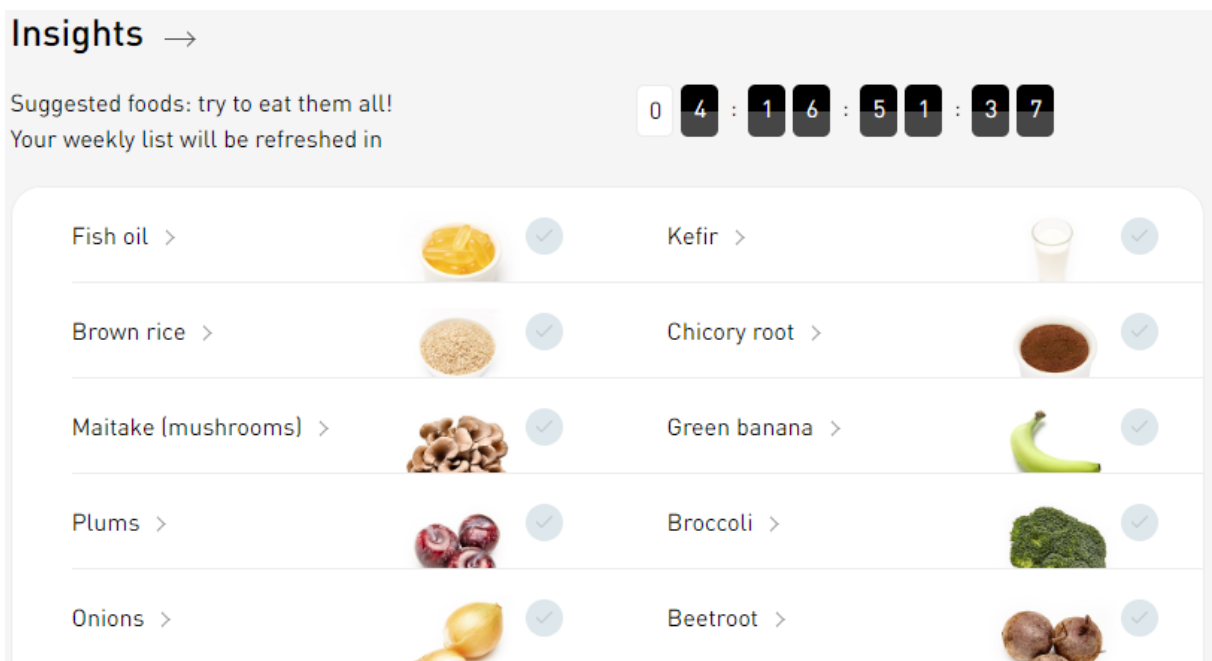 Insights →
Suggested foods: try to eat them all!
Your weekly list will be refreshed in
04:16:51:37
Fish oil >
Kefir >
Brown rice >
Chicory root >
Maitake (mushrooms) >
Green banana >
Plums >
Broccoli >
Onions >
Beetroot >